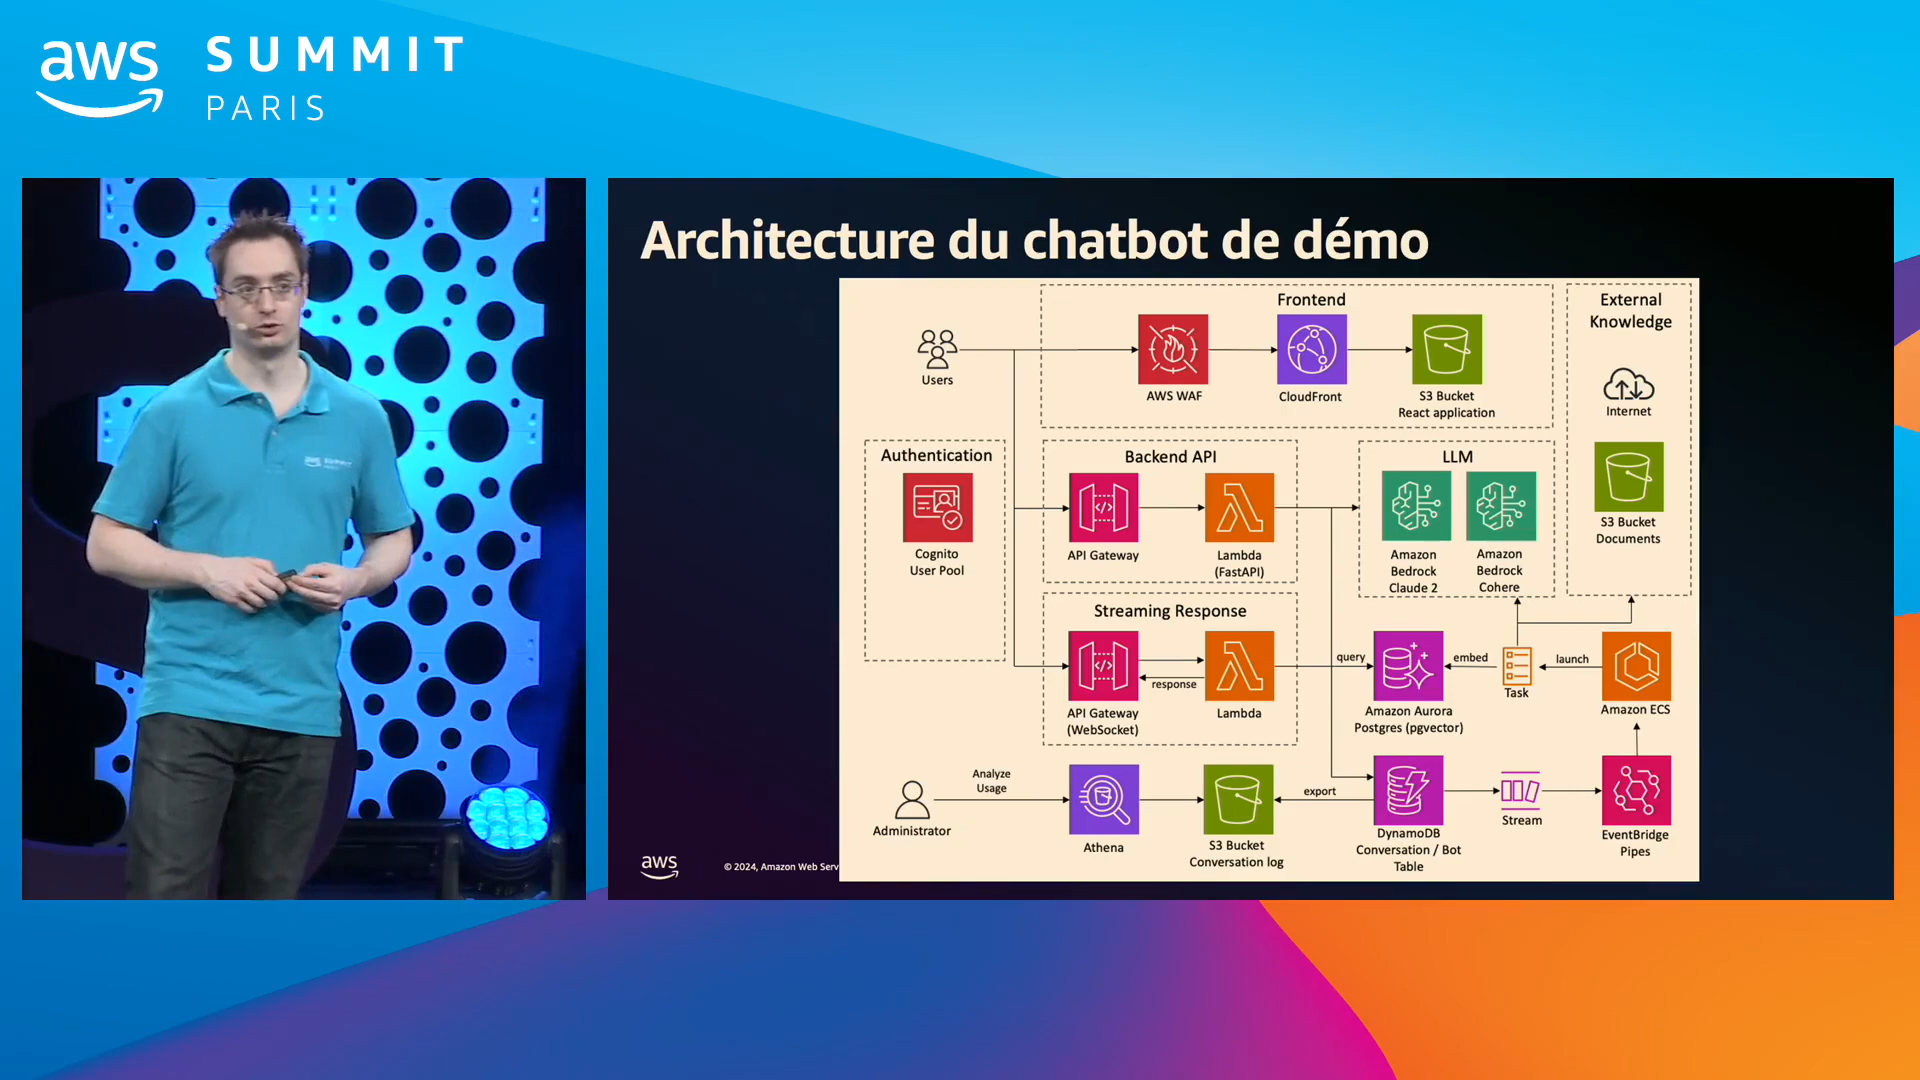 aws SUMMIT
PARIS
aws SUMMIT
Architecture du chatbot de démo
Frontend
External
Knowledge
Users
AWS WAF
CloudFront
S3 Bucket
React application
Internet
Authentication
Backend API
LLM
Cognito
User Pool
API Gateway
Lambda
(FastAPI)
Amazon
Bedrock
Claude 2
Amazon
Bedrock
Cohere
S3 Bucket
Documents
Streaming Response
response
API Gateway
(WebSocket)
Lambda
query
embed
launch
Task
Amazon Aurora
Postgres (pgvector)
Amazon ECS
Administrator
Analyze
Usage
Athena
S3 Bucket
Conversation log
export
DynamoDB
Conversation / Bot
Table
Stream
EventBridge
Pipes
aws
© 2024, Amazon Web Serv